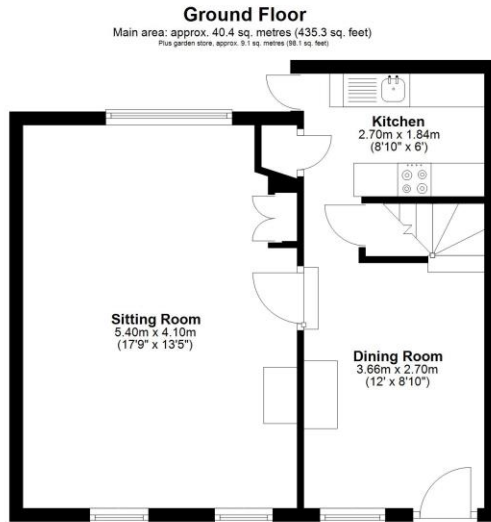 Ground Floor
Main area: approx. 40.4 sq. metres (435.3 sq. feet)
Plus garden store, approx. 9.1 sq. metres (98.1 sq. feet)
Kitchen
2.70m x 1.84m
(8'10" x 6')
Sitting Room
5.40m x 4.10m
(17'9" x 13'5")
Dining Room
3.66m x 2.70m
(12' x 8'10")